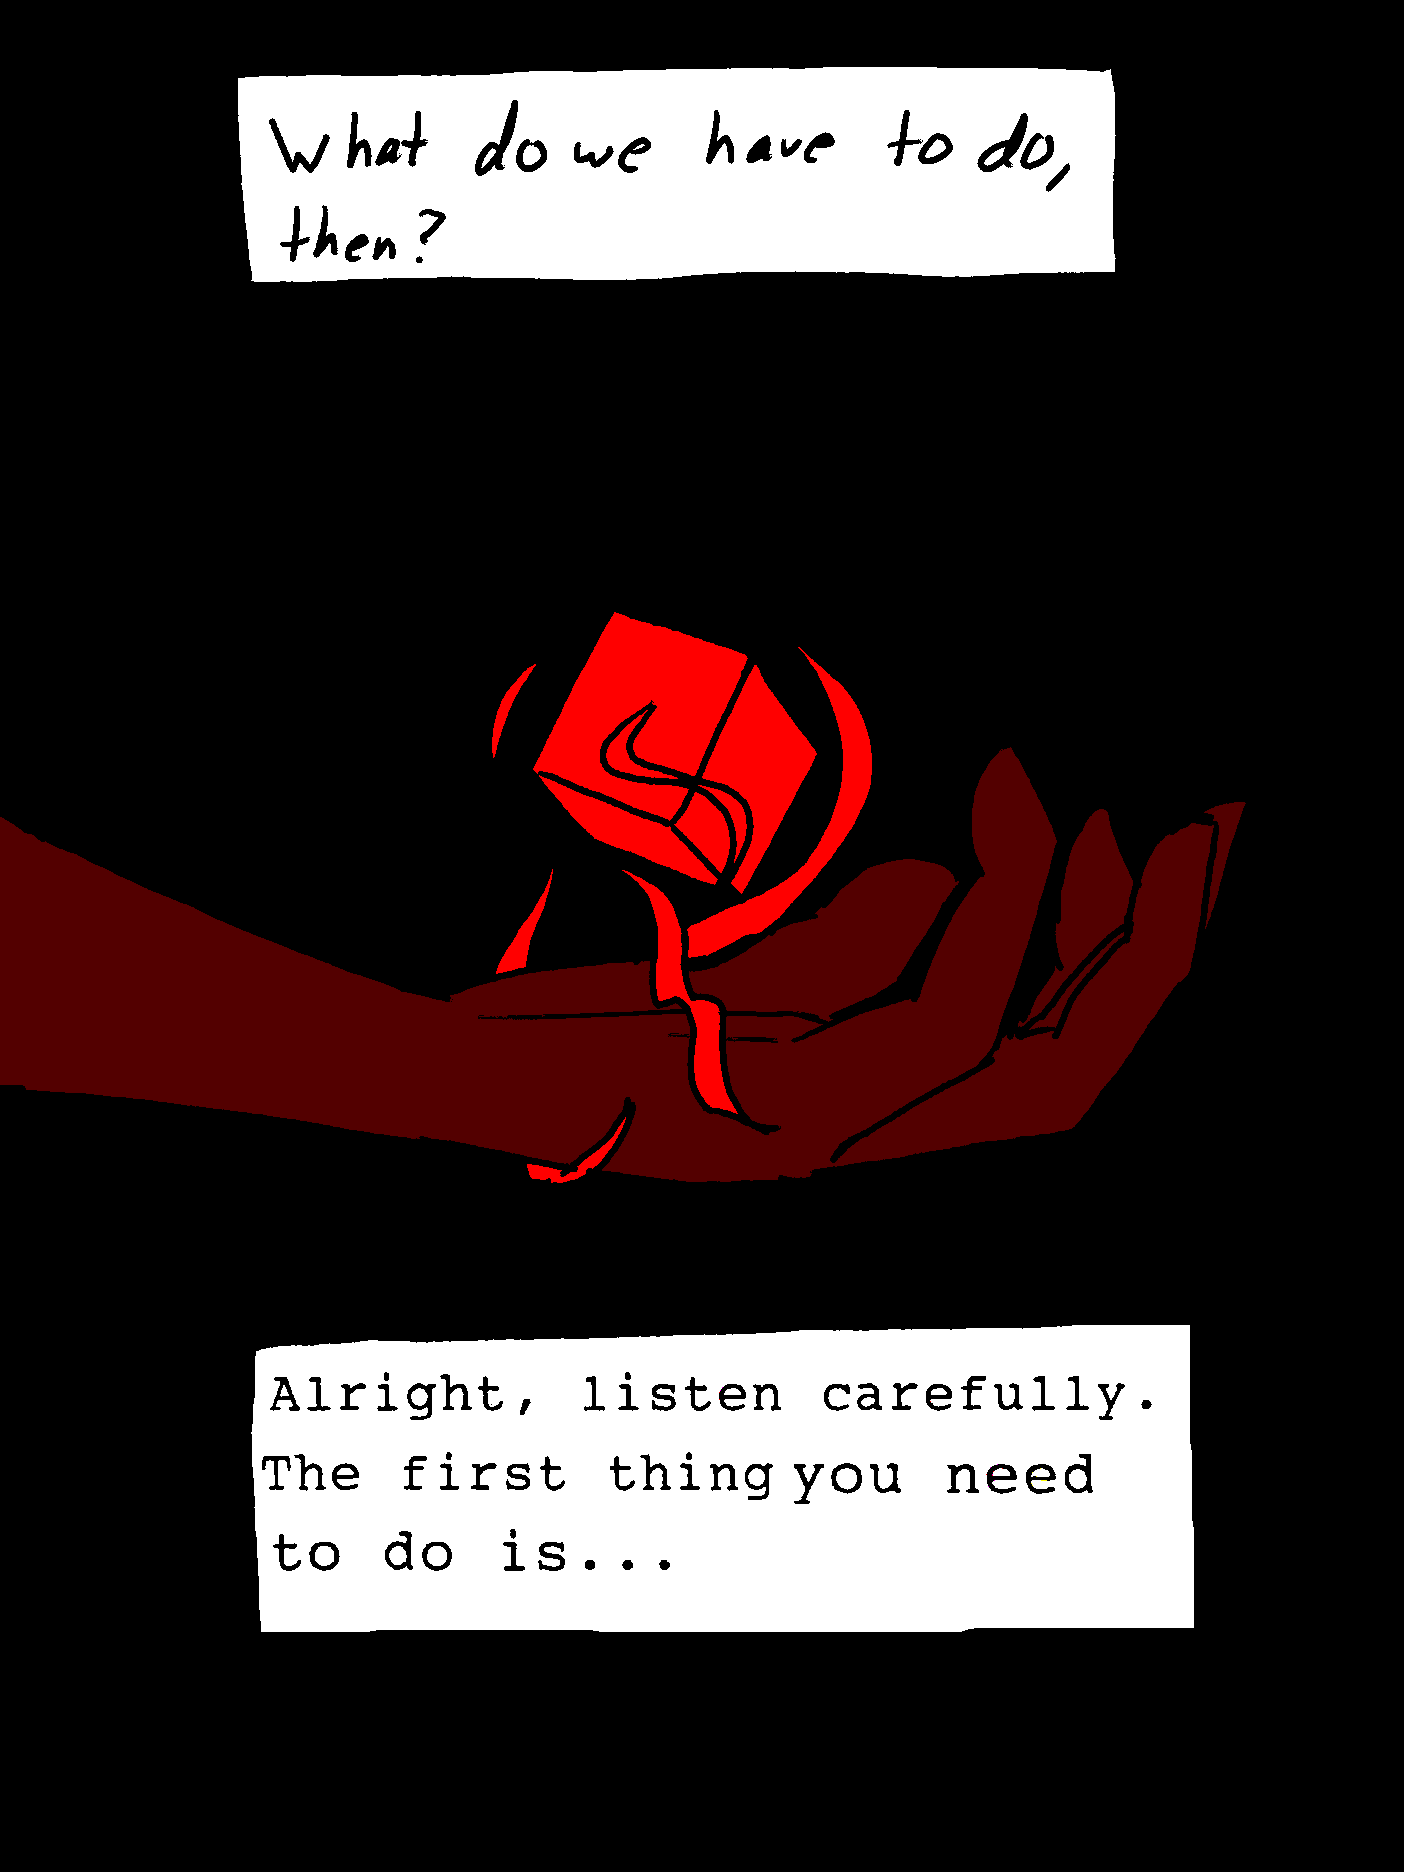 What do we have to do,
then?
Alright, listen carefully.
The first thing you need
to do is...